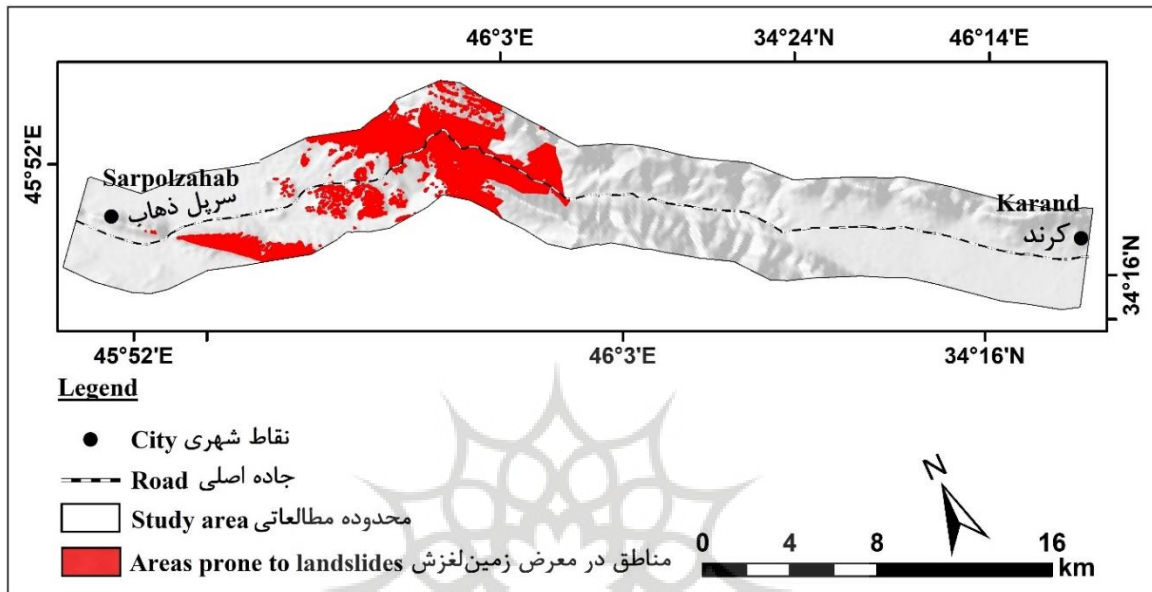 46°3'E 34°24'N 46°14'E
45°52'E
Sarpolzahab
سرپل ذهاب
Karand
کرند
34°16'N
45°52'E 46°3'E 34°16'N
Legend
City نقاط شهری
Road جاده اصلی
Study area محدوده مطالعاتی
Areas prone to landslides مناطق در معرض زمین‌لغزش
N
0 4 8 16
km